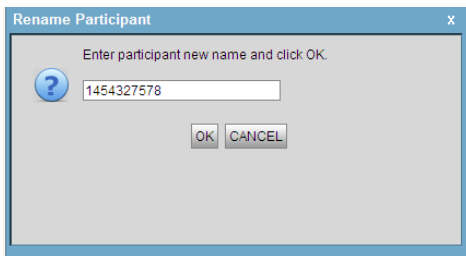 Rename Participant x
Enter participant new name and click OK.
?
1454327578
OK CANCEL